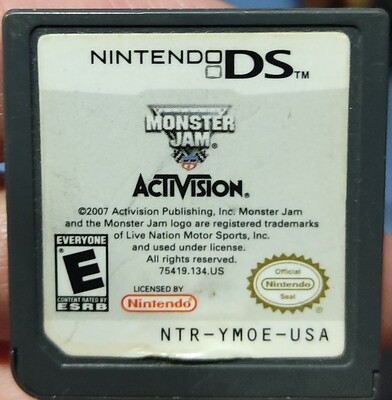 NINTENDO DS™
MONSTER
JAM®
ACTIVISION®
©2007 Activision Publishing, Inc. Monster Jam
and the Monster Jam logo are registered trademarks
of Live Nation Motor Sports, Inc.
and used under license.
All rights reserved.
75419.134.US
EVERYONE
E
CONTENT RATED BY
ESRB
LICENSED BY
Nintendo
Official
Nintendo
Seal
NTR-YMOE-USA